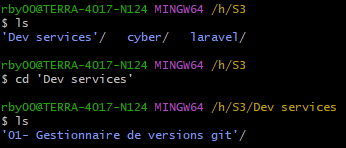 rby00@TERRA-4017-N124 MINGW64 /h/S3
$ ls
'Dev services'/   cyber/   laravel/
rby00@TERRA-4017-N124 MINGW64 /h/S3
$ cd 'Dev services'
rby00@TERRA-4017-N124 MINGW64 /h/S3/Dev services
$ ls
'01- Gestionnaire de versions git'/